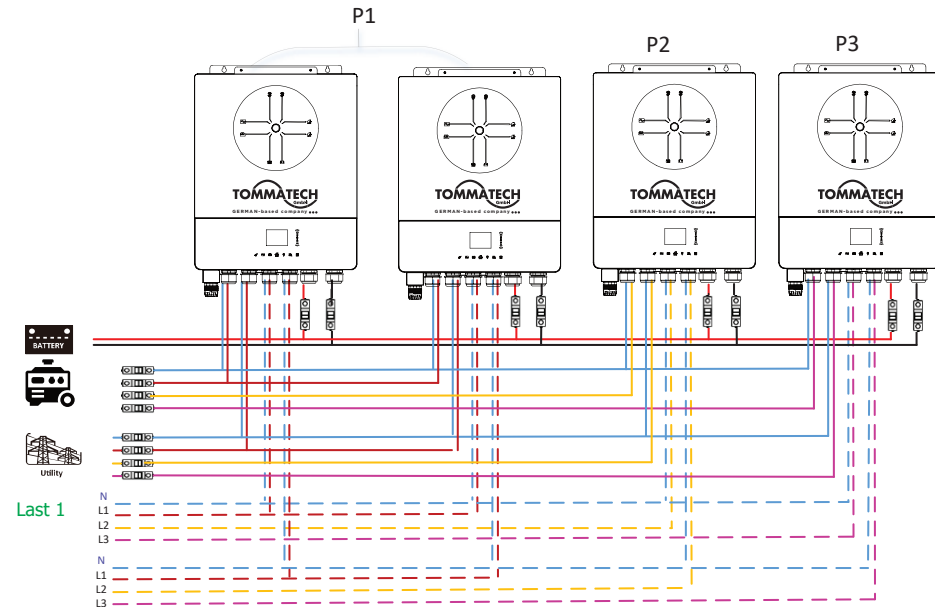 P1
P2
P3
TOMMATECH
GmbH
GERMAN-based company
TOMMATECH
GmbH
GERMAN-based company
TOMMATECH
GmbH
GERMAN-based company
TOMMATECH
GmbH
GERMAN-based company
BATTERY
Utility
Last 1
N
L1
L2
L3
N
L1
L2
L3